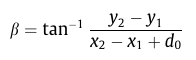 β = tan⁻¹ (y₂ − y₁) / (x₂ − x₁ + d₀)